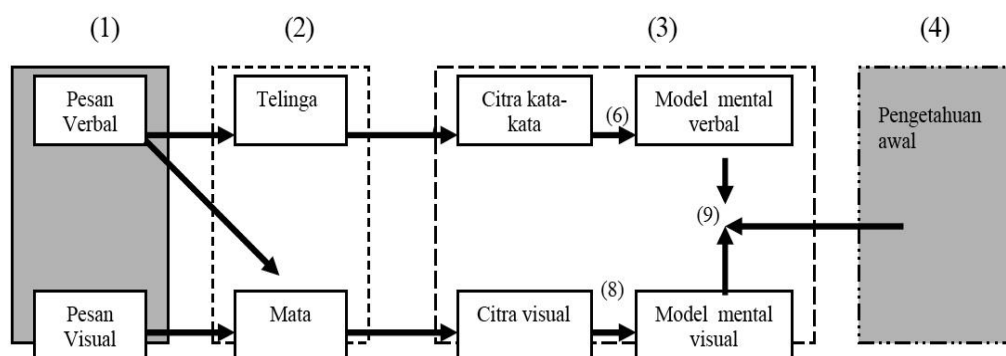 (1)
(2)
(3)
(4)
Pesan
Verbal
Telinga
Citra kata-
kata
(6)
Model mental
verbal
Pengetahuan
awal
(9)
Pesan
Visual
Mata
Citra visual
(8)
Model mental
visual